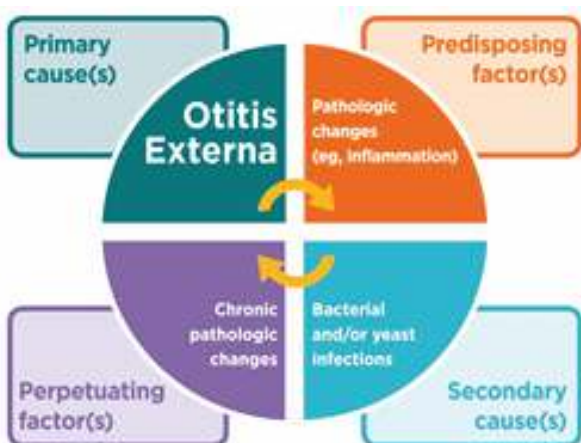 Primary
cause(s)
Predisposing
factor(s)
Otitis
Externa
Pathologic
changes
(eg, Inflammation)
Chronic
pathologic
changes
Bacterial
and/or yeast
infections
Perpetuating
factor(s)
Secondary
cause(s)